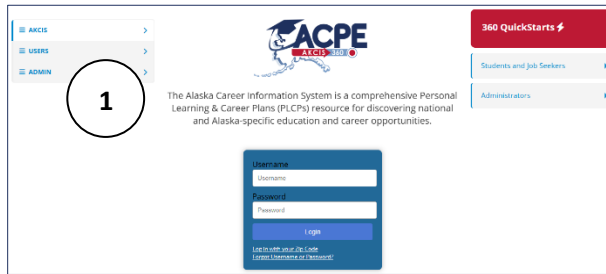 ≡ AKCIS
≡ USERS
≡ ADMIN
1
ACPE
AKCIS 360
The Alaska Career Information System is a comprehensive Personal
Learning & Career Plans (PLCPs) resource for discovering national
and Alaska-specific education and career opportunities.
Username
Username
Password
Password
Login
Log in with your Zip Code
Forgot Username or Password?
360 QuickStarts
Students and Job Seekers
Administrators